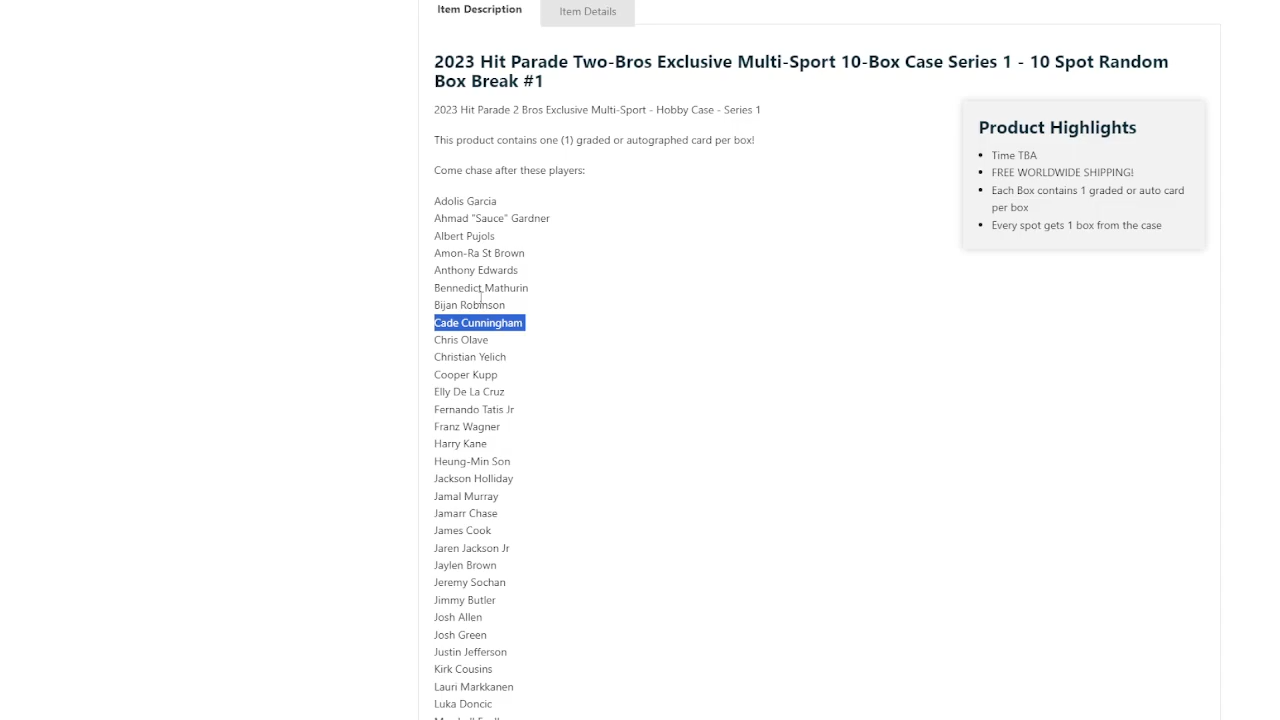 Item Description
Item Details
2023 Hit Parade Two-Bros Exclusive Multi-Sport 10-Box Case Series 1 - 10 Spot Random
Box Break #1
2023 Hit Parade 2 Bros Exclusive Multi-Sport - Hobby Case - Series 1
This product contains one (1) graded or autographed card per box!
Come chase after these players:
Adolis Garcia
Ahmad "Sauce" Gardner
Albert Pujols
Amon-Ra St Brown
Anthony Edwards
Bennedict Mathurin
Bijan Robinson
Cade Cunningham
Chris Olave
Christian Yelich
Cooper Kupp
Elly De La Cruz
Fernando Tatis Jr
Franz Wagner
Harry Kane
Heung-Min Son
Jackson Holliday
Jamal Murray
Jamarr Chase
James Cook
Jaren Jackson Jr
Jaylen Brown
Jeremy Sochan
Jimmy Butler
Josh Allen
Josh Green
Justin Jefferson
Kirk Cousins
Lauri Markkanen
Luka Doncic
Product Highlights
Time TBA
FREE WORLDWIDE SHIPPING!
Each Box contains 1 graded or auto card
per box
Every spot gets 1 box from the case